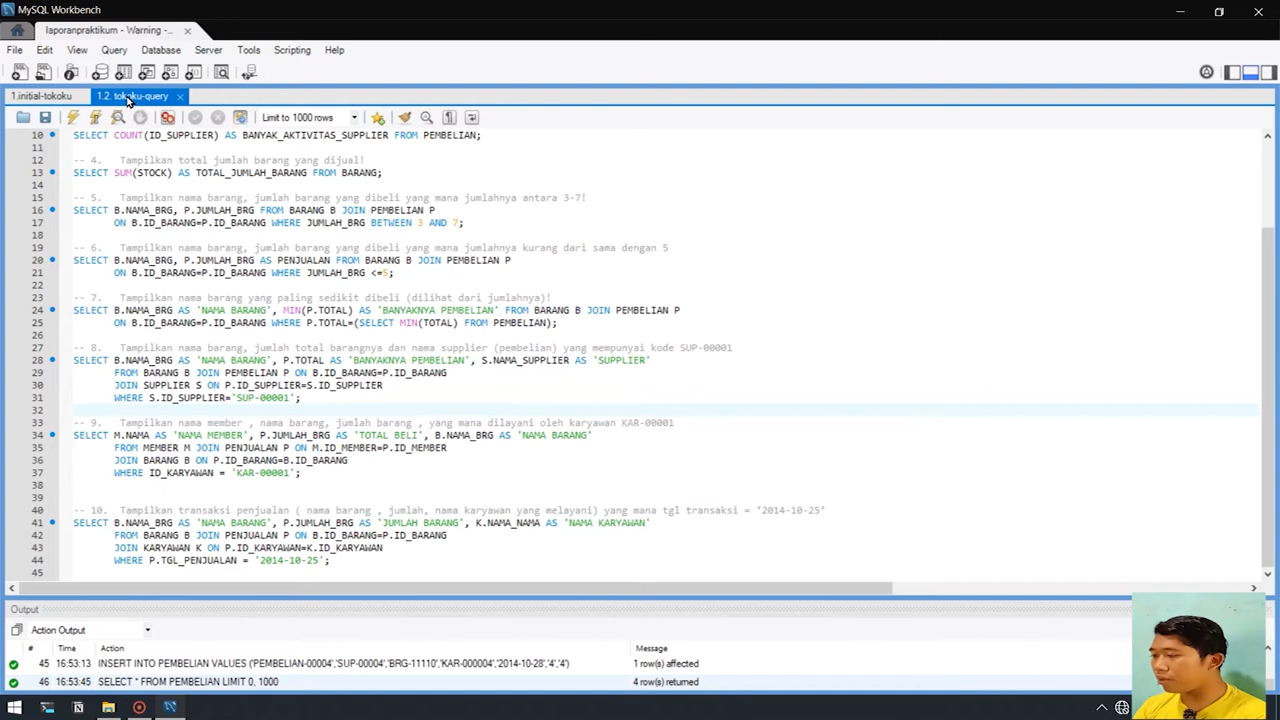 MySQL Workbench
laporanpraktikum - Warning -...
File Edit View Query Database Server Tools Scripting Help
1.initial-tokoku
1.2. tokoku-query
Limit to 1000 rows
10 SELECT COUNT(ID_SUPPLIER) AS BANYAK_AKTIVITAS_SUPPLIER FROM PEMBELIAN;
11
12 -- 4. Tampilkan total jumlah barang yang dijual!
13 SELECT SUM(STOCK) AS TOTAL_JUMLAH_BARANG FROM BARANG;
14
15 -- 5. Tampilkan nama barang, jumlah barang yang dibeli yang mana jumlahnya antara 3-7!
16 SELECT B.NAMA_BRG, P.JUMLAH_BRG FROM BARANG B JOIN PEMBELIAN P
17 ON B.ID_BARANG=P.ID_BARANG WHERE JUMLAH_BRG BETWEEN 3 AND 7;
18
19 -- 6. Tampilkan nama barang, jumlah barang yang dibeli yang mana jumlahnya kurang dari sama dengan 5
20 SELECT B.NAMA_BRG, P.JUMLAH_BRG AS PENJUALAN FROM BARANG B JOIN PEMBELIAN P
21 ON B.ID_BARANG=P.ID_BARANG WHERE JUMLAH_BRG <=5;
22
23 -- 7. Tampilkan nama barang yang paling sedikit dibeli (dilihat dari jumlahnya)!
24 SELECT B.NAMA_BRG AS 'NAMA BARANG', MIN(P.TOTAL) AS 'BANYAKNYA PEMBELIAN' FROM BARANG B JOIN PEMBELIAN P
25 ON B.ID_BARANG=P.ID_BARANG WHERE P.TOTAL=(SELECT MIN(TOTAL) FROM PEMBELIAN);
26
27 -- 8. Tampilkan nama barang, jumlah total barangnya dan nama supplier (pembelian) yang mempunyai kode SUP-00001
28 SELECT B.NAMA_BRG AS 'NAMA BARANG', P.TOTAL AS 'BANYAKNYA PEMBELIAN', S.NAMA_SUPPLIER AS 'SUPPLIER'
29 FROM BARANG B JOIN PEMBELIAN P ON B.ID_BARANG=P.ID_BARANG
30 JOIN SUPPLIER S ON P.ID_SUPPLIER=S.ID_SUPPLIER
31 WHERE S.ID_SUPPLIER='SUP-00001';
32
33 -- 9. Tampilkan nama member , nama barang, jumlah barang , yang mana dilayani oleh karyawan KAR-00001
34 SELECT M.NAMA AS 'NAMA MEMBER', P.JUMLAH_BRG AS 'TOTAL BELI', B.NAMA_BRG AS 'NAMA BARANG'
35 FROM MEMBER M JOIN PENJUALAN P ON M.ID_MEMBER=P.ID_MEMBER
36 JOIN BARANG B ON P.ID_BARANG=B.ID_BARANG
37 WHERE ID_KARYAWAN = 'KAR-00001';
38
39
40 -- 10. Tampilkan transaksi penjualan ( nama barang , jumlah, nama karyawan yang melayani) yang mana tgl transaksi = ‘2014-10-25’
41 SELECT B.NAMA_BRG AS 'NAMA BARANG', P.JUMLAH_BRG AS 'JUMLAH BARANG', K.NAMA_NAMA AS 'NAMA KARYAWAN'
42 FROM BARANG B JOIN PENJUALAN P ON B.ID_BARANG=P.ID_BARANG
43 JOIN KARYAWAN K ON P.ID_KARYAWAN=K.ID_KARYAWAN
44 WHERE P.TGL_PENJUALAN = '2014-10-25';
45
Output
Action Output
# Time Action Message
45 16:53:13 INSERT INTO PEMBELIAN VALUES ('PEMBELIAN-00004','SUP-00004','BRG-11110','KAR-000004','2014-10-28','4','4') 1 row(s) affected
46 16:53:45 SELECT * FROM PEMBELIAN LIMIT 0, 1000 4 row(s) returned